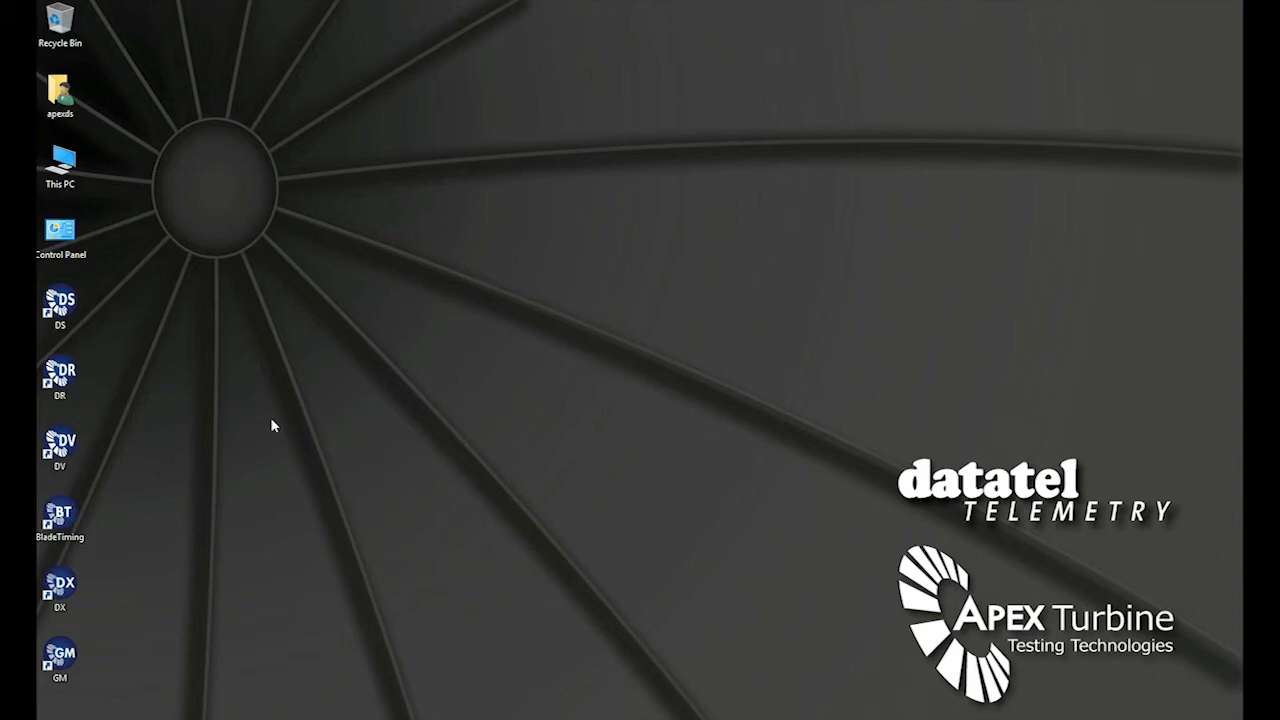 Recycle Bin
apexds
This PC
Control Panel
DS
DS
DR
DR
DV
DV
BT
BladeTiming
DX
DX
GM
GM
datatel
TELEMETRY
APEX Turbine
Testing Technologies